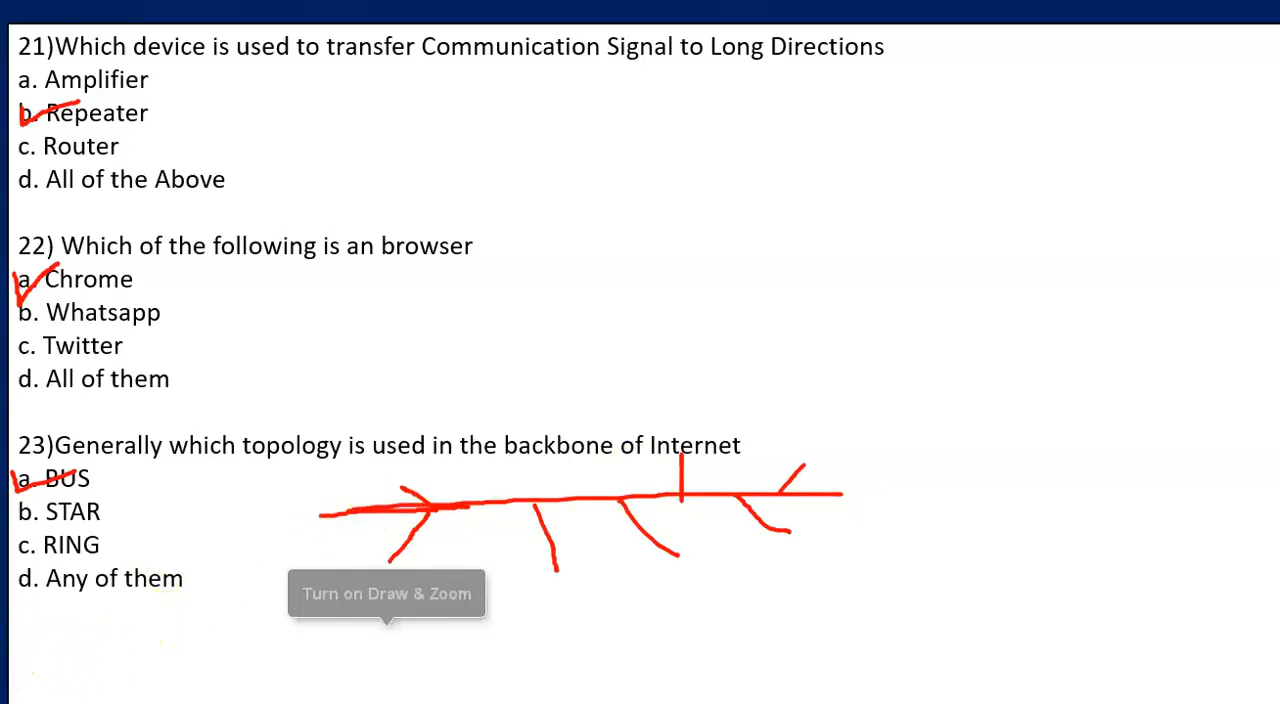 21)Which device is used to transfer Communication Signal to Long Directions
a. Amplifier
b. Repeater
c. Router
d. All of the Above
22) Which of the following is an browser
a. Chrome
b. Whatsapp
c. Twitter
d. All of them
23)Generally which topology is used in the backbone of Internet
a. BUS
b. STAR
c. RING
d. Any of them
Turn on Draw & Zoom